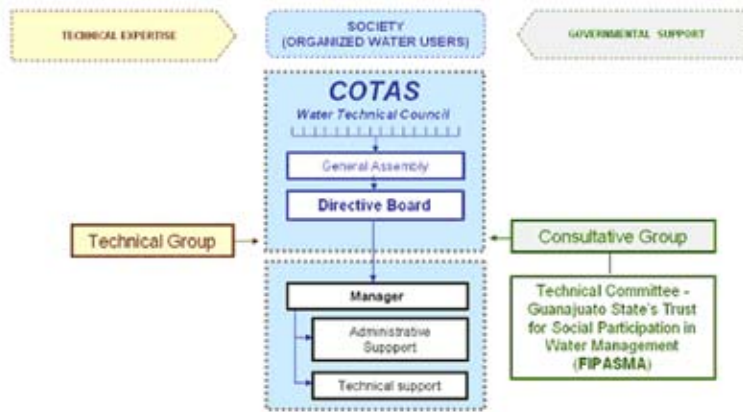 TECHNICAL EXPERTISE
SOCIETY
(ORGANIZED WATER USERS)
GOVERNMENTAL SUPPORT
COTAS
Water Technical Council
General Assembly
Directive Board
Technical Group
Consultative Group
Manager
Administrative
Suppport
Technical support
Technical Committee -
Guanajuato State's Trust
for Social Participation in
Water Management
(FIPASMA)